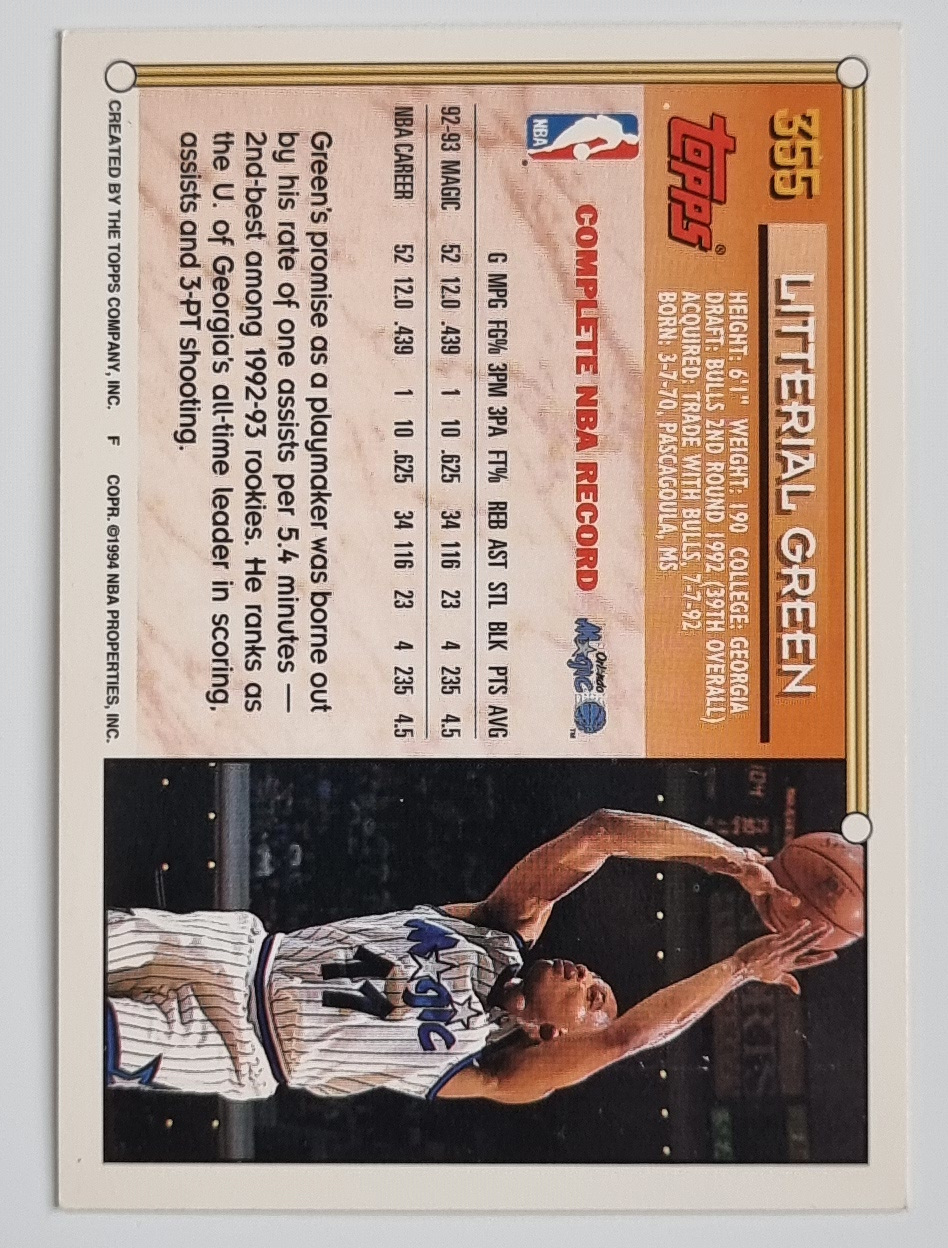 355
LITTERIAL GREEN
topps®
HEIGHT: 6'1" WEIGHT: 190 COLLEGE: GEORGIA
DRAFT: BULLS 2ND ROUND 1992 (39TH OVERALL)
ACQUIRED: TRADE WITH BULLS, 7-7-92
BORN: 3-7-70, PASCAGOULA, MS
NBA
COMPLETE NBA RECORD
Orlando Magic ™
G MPG FG% 3PM 3PA FT% REB AST STL BLK PTS AVG
92-93 MAGIC 52 12.0 .439 1 10 .625 34 116 23 4 235 4.5
NBA CAREER 52 12.0 .439 1 10 .625 34 116 23 4 235 4.5
Green's promise as a playmaker was borne out
by his rate of one assists per 5.4 minutes —
2nd-best among 1992-93 rookies. He ranks as
the U. of Georgia's all-time leader in scoring,
assists and 3-PT shooting.
CREATED BY THE TOPPS COMPANY, INC. F COPR. ©1994 NBA PROPERTIES, INC.
MAGIC